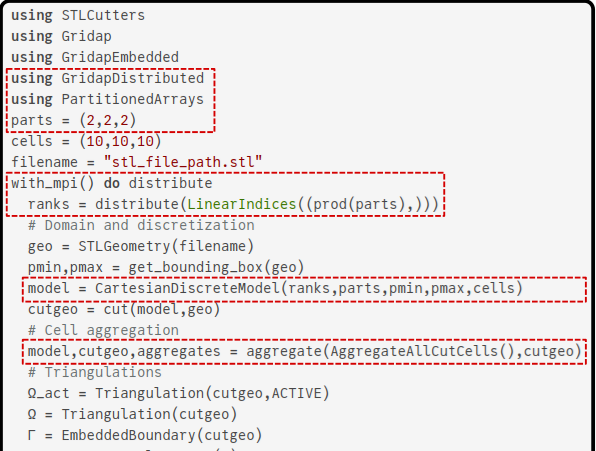 using STLCutters
using Gridap
using GridapEmbedded
using GridapDistributed
using PartitionedArrays
parts = (2,2,2)
cells = (10,10,10)
filename = "stl_file_path.stl"
with_mpi() do distribute
  ranks = distribute(LinearIndices((prod(parts),)))
  # Domain and discretization
  geo = STLGeometry(filename)
  pmin,pmax = get_bounding_box(geo)
  model = CartesianDiscreteModel(ranks,parts,pmin,pmax,cells)
  cutgeo = cut(model,geo)
  # Cell aggregation
  model,cutgeo,aggregates = aggregate(AggregateAllCutCells(),cutgeo)
  # Triangulations
  Ω_act = Triangulation(cutgeo,ACTIVE)
  Ω = Triangulation(cutgeo)
  Γ = EmbeddedBoundary(cutgeo)